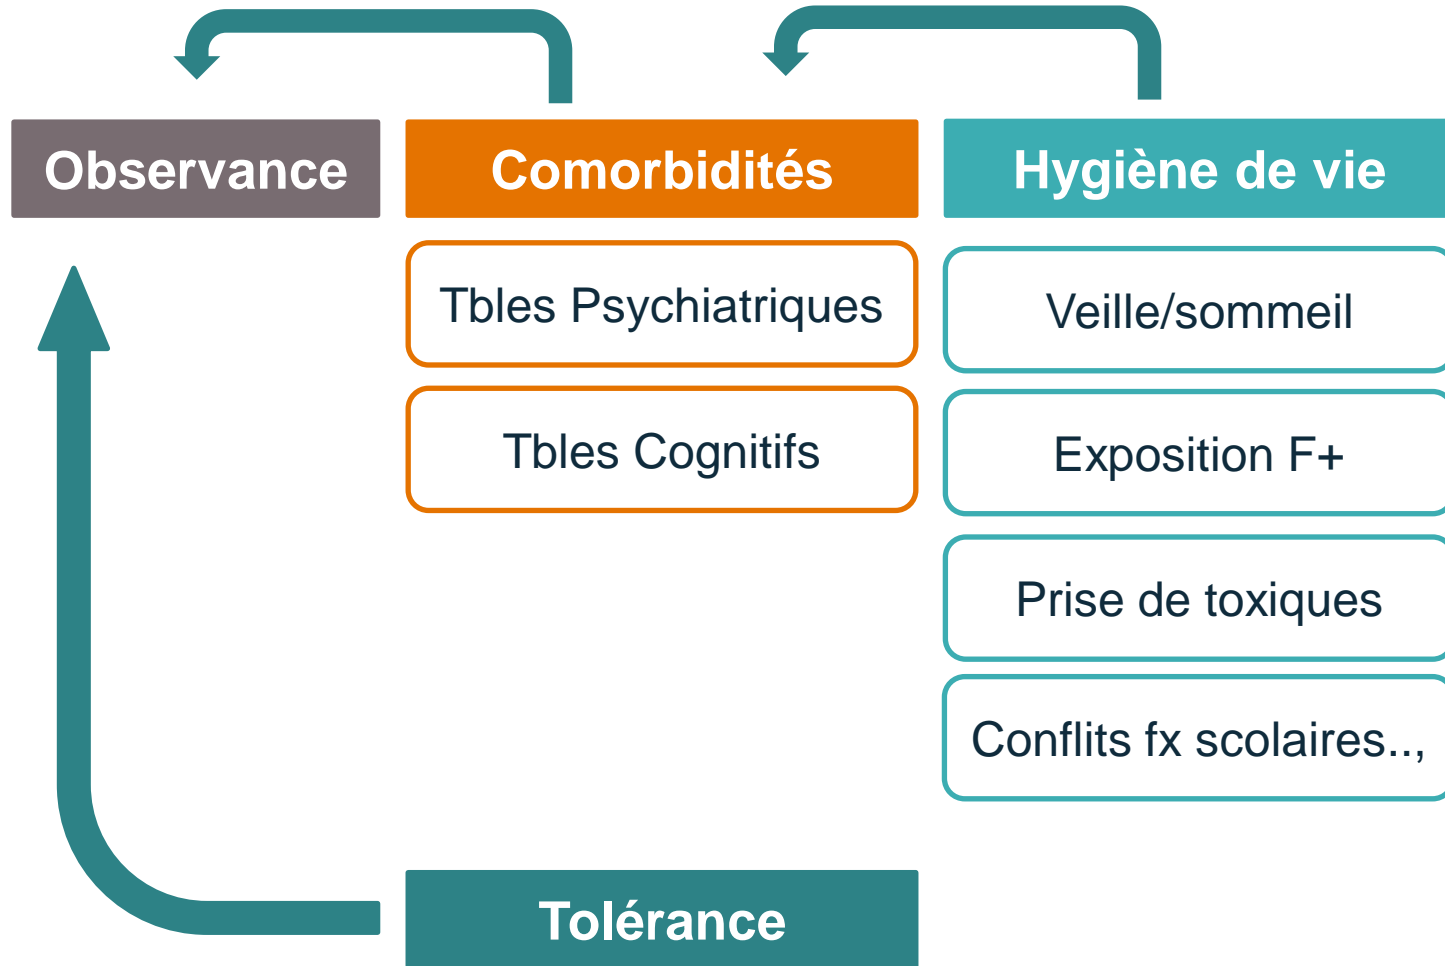 Observance
Comorbidités
Hygiène de vie
Tbles Psychiatriques
Veille/sommeil
Tbles Cognitifs
Exposition F+
Prise de toxiques
Conflits fx scolaires..,
Tolérance